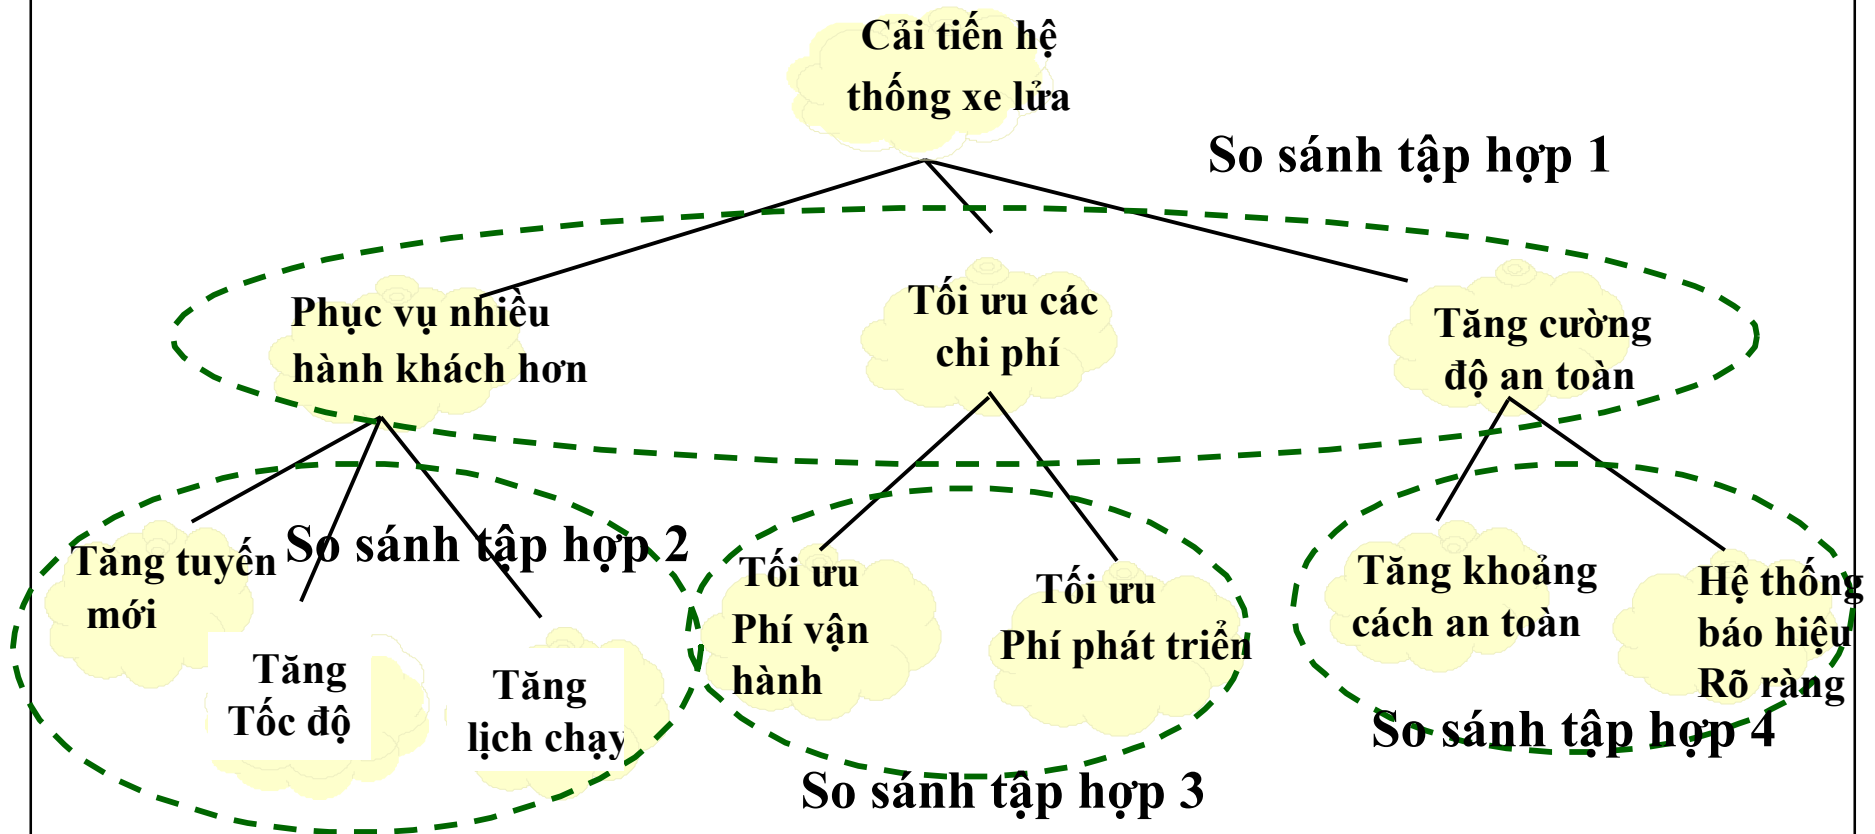 Cải tiến hệ
thống xe lửa
So sánh tập hợp 1
Phục vụ nhiều
hành khách hơn
Tối ưu các
chi phí
Tăng cường
độ an toàn
So sánh tập hợp 2
Tăng tuyến
mới
Tăng
Tốc độ
Tăng
lịch chạy
Tối ưu
Phí vận
hành
Tối ưu
Phí phát triển
So sánh tập hợp 3
Tăng khoảng
cách an toàn
Hệ thống
báo hiệu
Rõ ràng
So sánh tập hợp 4